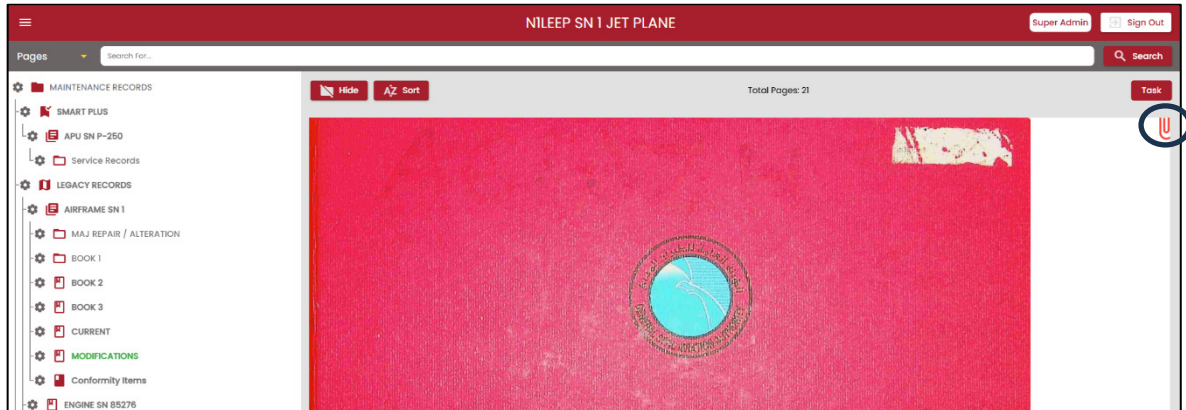 N1LEEP SN 1 JET PLANE
Super Admin
Sign Out
Pages
Search For...
Search
MAINTENANCE RECORDS
SMART PLUS
APU SN P-250
Service Records
LEGACY RECORDS
AIRFRAME SN 1
MAJ REPAIR / ALTERATION
BOOK 1
BOOK 2
BOOK 3
CURRENT
MODIFICATIONS
Conformity Items
ENGINE SN 85276
Hide
AZ Sort
Total Pages: 21
Task